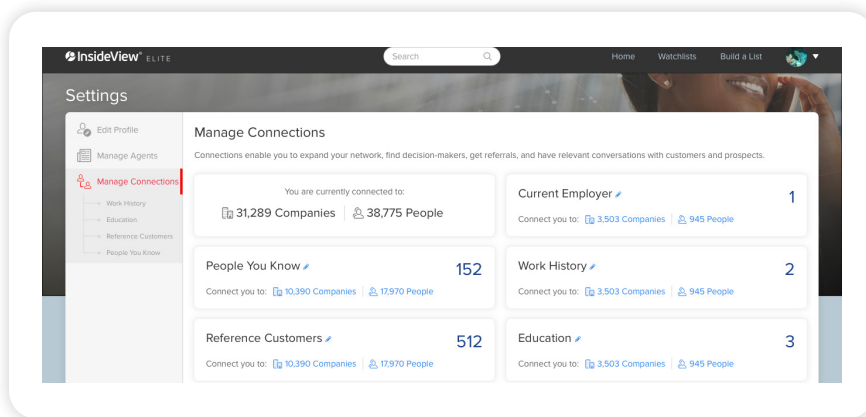 InsideView® ELITE
Search
Home Watchlists Build a List
Settings
Edit Profile
Manage Agents
Manage Connections
Work History
Education
Reference Customers
People You Know
Manage Connections
Connections enable you to expand your network, find decision-makers, get referrals, and have relevant conversations with customers and prospects.
You are currently connected to:
31,289 Companies 38,775 People
Current Employer 1
Connect you to: 3,503 Companies 945 People
People You Know 152
Connect you to: 10,390 Companies 17,970 People
Work History 2
Connect you to: 3,503 Companies 945 People
Reference Customers 512
Connect you to: 10,390 Companies 17,970 People
Education 3
Connect you to: 3,503 Companies 945 People